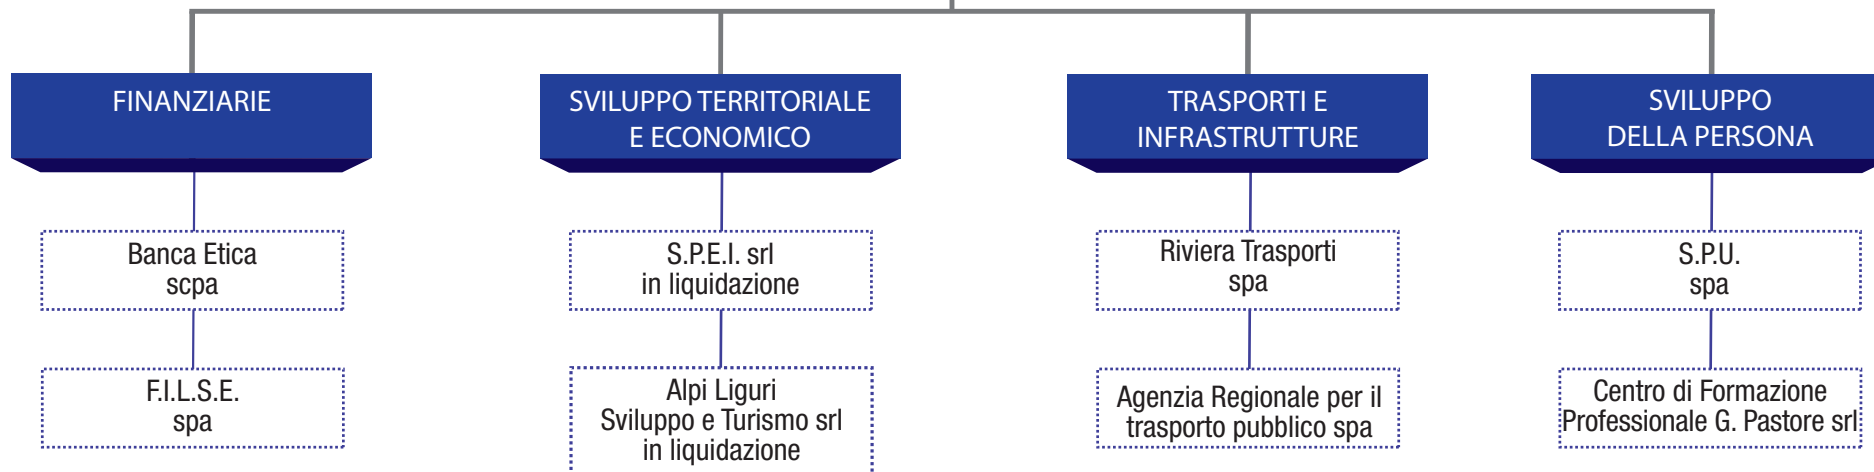 FINANZIARIE
SVILUPPO TERRITORIALE
E ECONOMICO
TRASPORTI E
INFRASTRUTTURE
SVILUPPO
DELLA PERSONA
Banca Etica
scpa
S.P.E.I. srl
in liquidazione
Riviera Trasporti
spa
S.P.U.
spa
F.I.L.S.E.
spa
Alpi Liguri
Sviluppo e Turismo srl
in liquidazione
Agenzia Regionale per il
trasporto pubblico spa
Centro di Formazione
Professionale G. Pastore srl